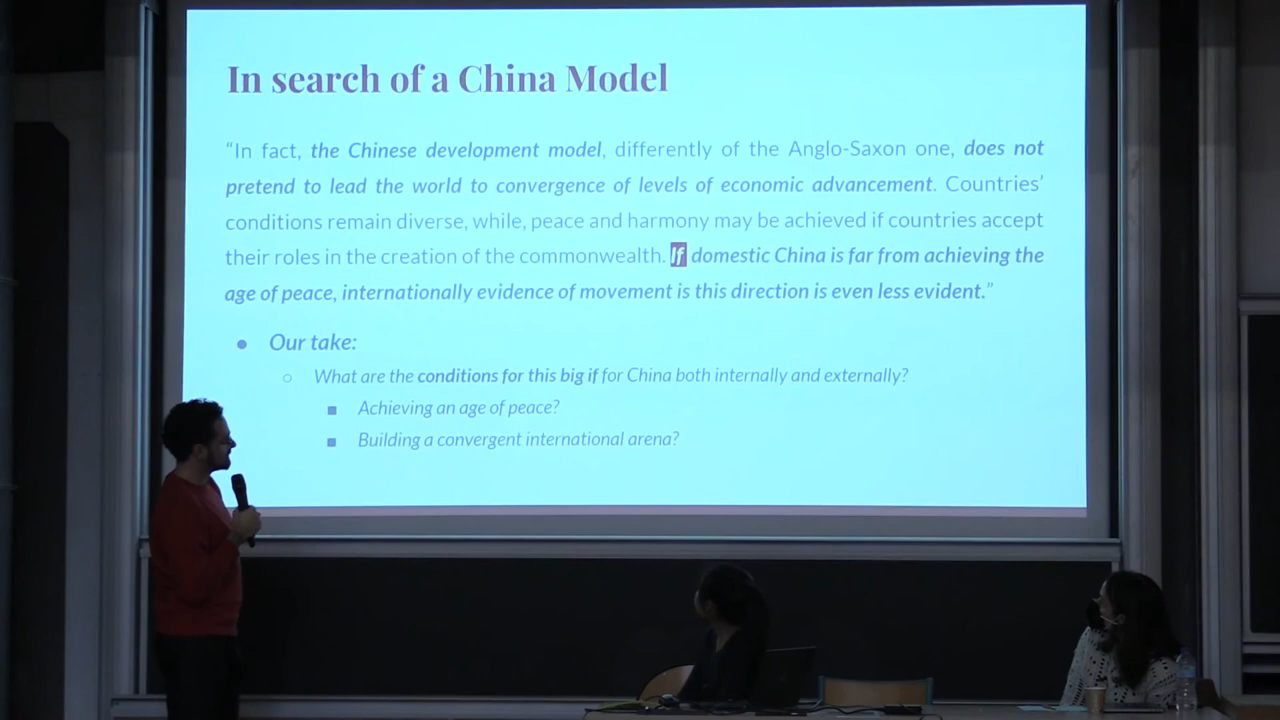 In search of a China Model
“In fact, the Chinese development model, differently of the Anglo-Saxon one, does not
pretend to lead the world to convergence of levels of economic advancement. Countries’
conditions remain diverse, while, peace and harmony may be achieved if countries accept
their roles in the creation of the commonwealth. If domestic China is far from achieving the
age of peace, internationally evidence of movement is this direction is even less evident.”
● Our take:
○ What are the conditions for this big if for China both internally and externally?
■ Achieving an age of peace?
■ Building a convergent international arena?